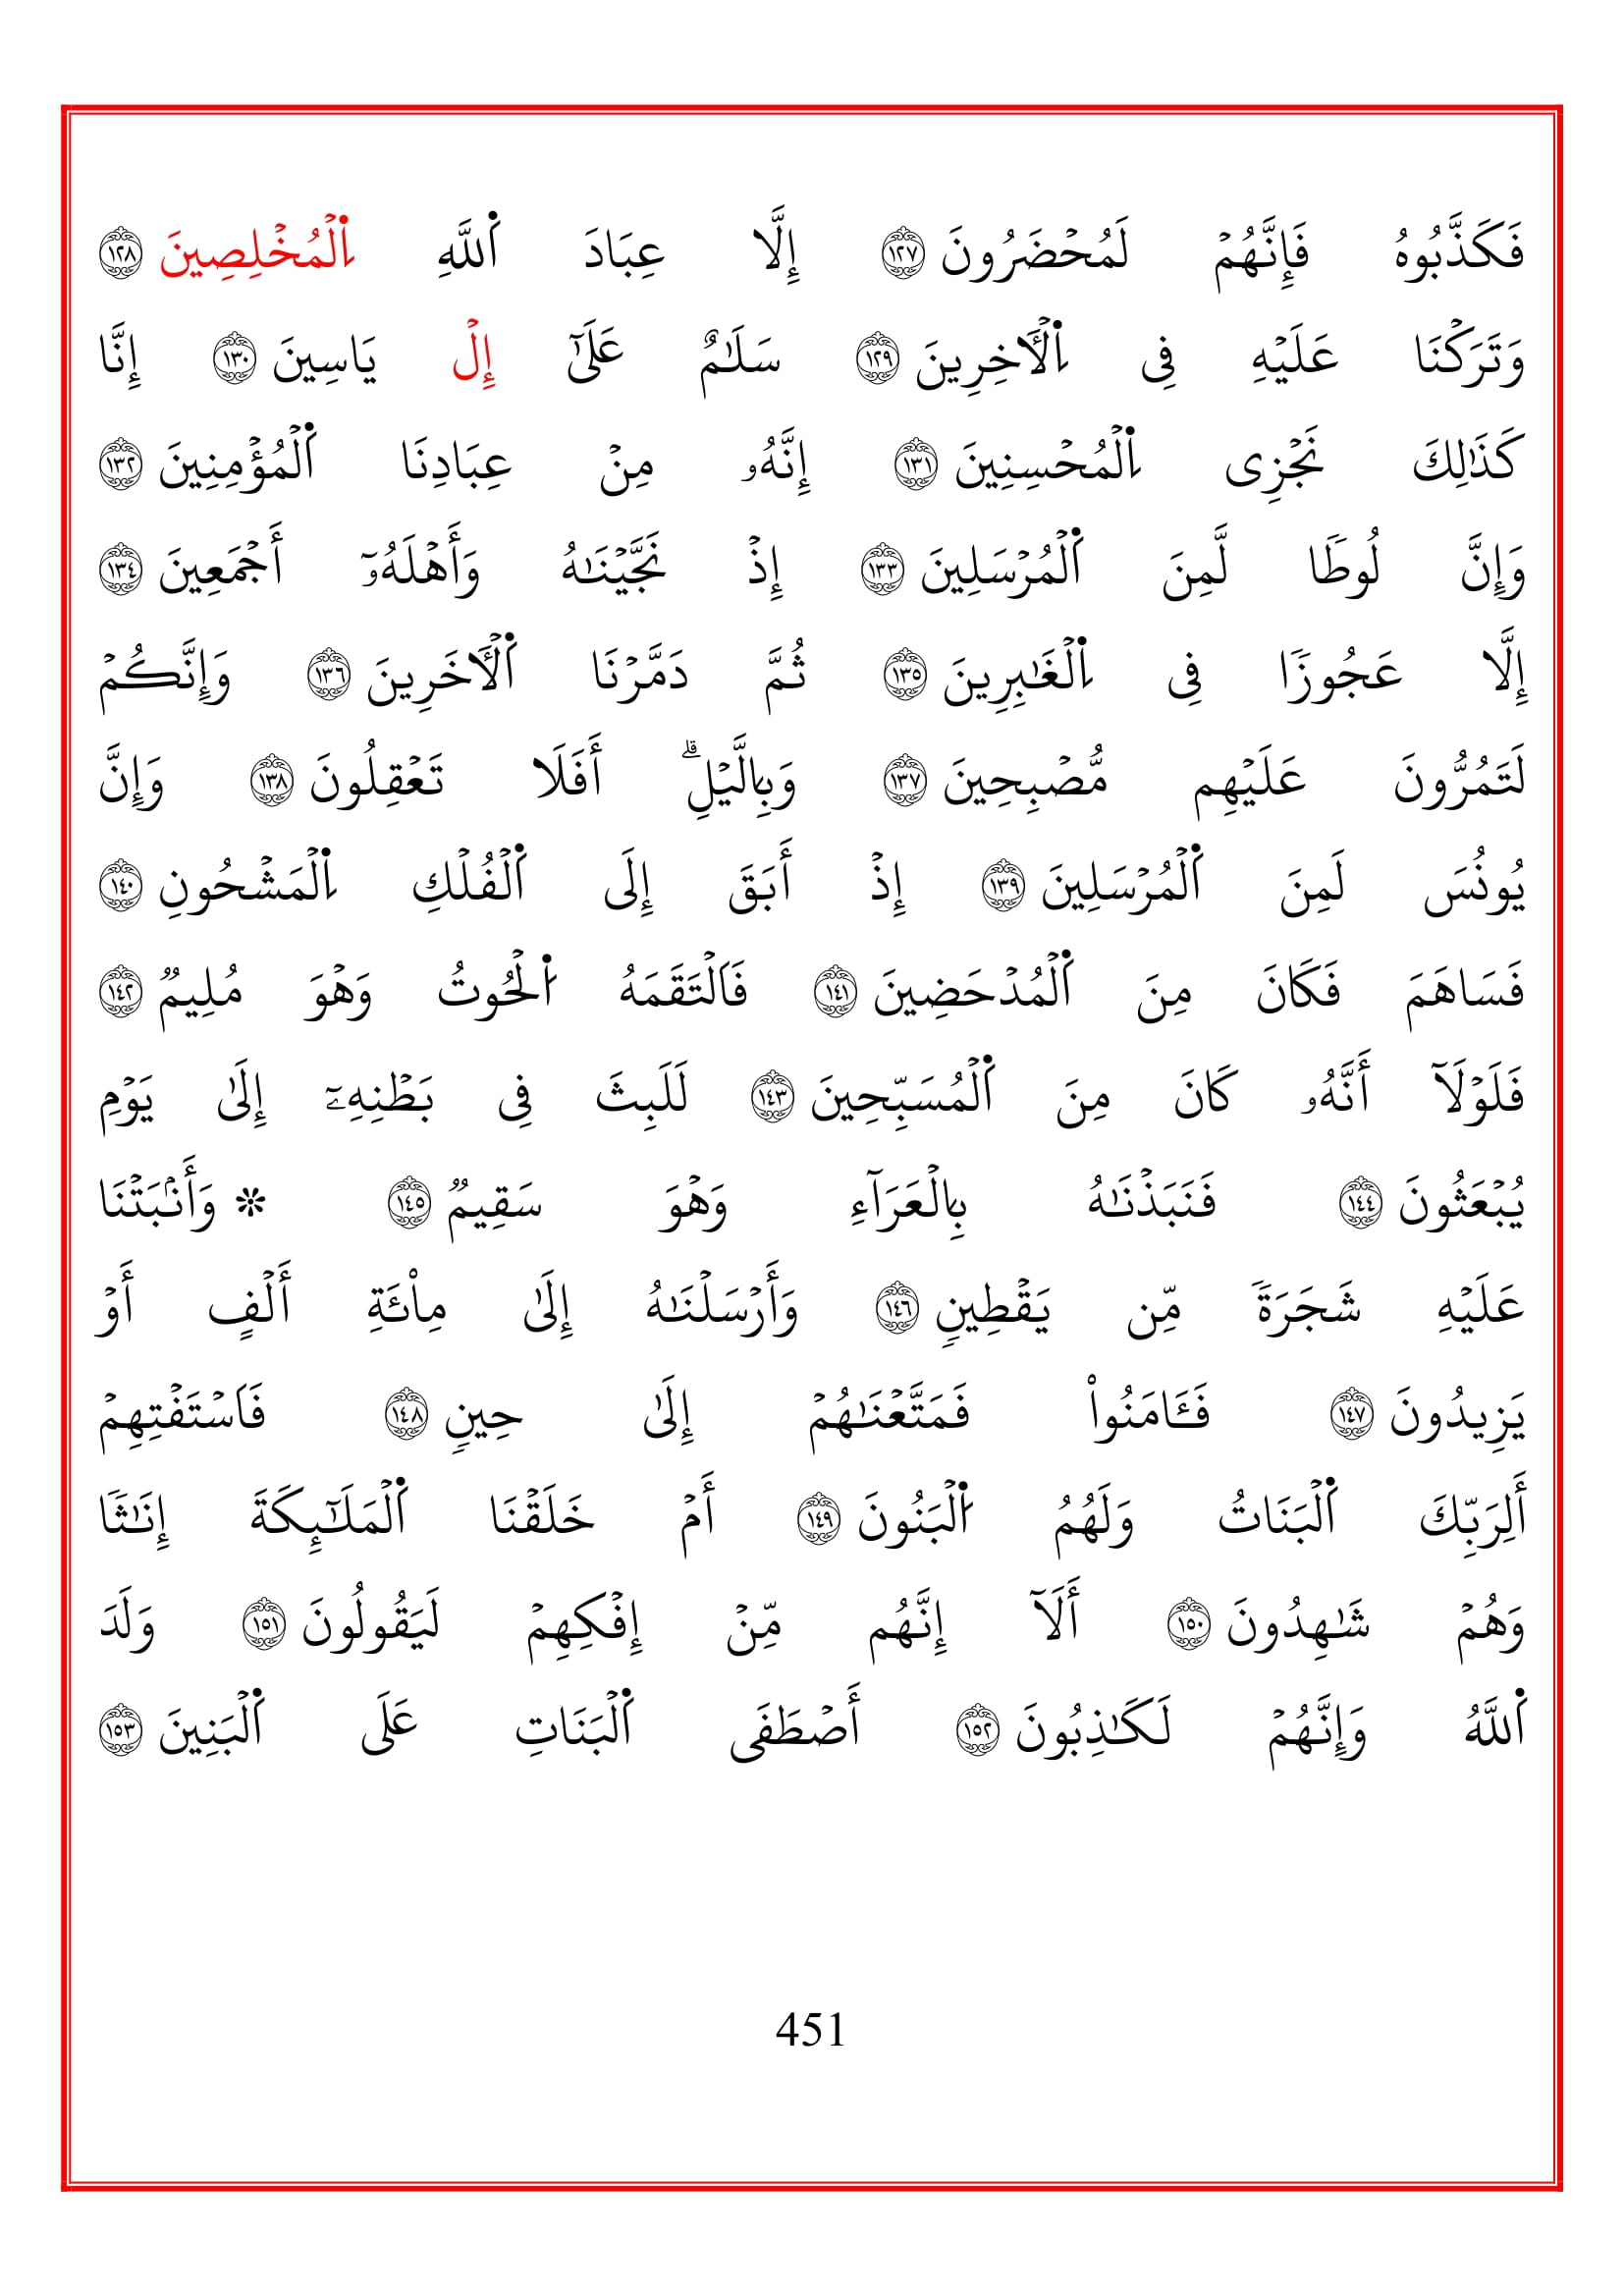 فَكَذَّبُوهُ فَإِنَّهُمۡ لَمُحۡضَرُونَ ١٢٧ إِلَّا عِبَادَ ٱللَّهِ ٱلۡمُخۡلِصِينَ ١٢٨
وَتَرَكۡنَا عَلَيۡهِ فِى ٱلۡأٓخِرِينَ ١٢٩ سَلَٰمٌ عَلَىٰٓ إِلۡ يَاسِينَ ١٣٠ إِنَّا
كَذَٰلِكَ نَجۡزِى ٱلۡمُحۡسِنِينَ ١٣١ إِنَّهُۥ مِنۡ عِبَادِنَا ٱلۡمُؤۡمِنِينَ ١٣٢
وَإِنَّ لُوطٗا لَّمِنَ ٱلۡمُرۡسَلِينَ ١٣٣ إِذۡ نَجَّيۡنَٰهُ وَأَهۡلَهُۥٓ أَجۡمَعِينَ ١٣٤
إِلَّا عَجُوزٗا فِى ٱلۡغَٰبِرِينَ ١٣٥ ثُمَّ دَمَّرۡنَا ٱلۡأٓخَرِينَ ١٣٦ وَإِنَّكُمۡ
لَتَمُرُّونَ عَلَيۡهِم مُّصۡبِحِينَ ١٣٧ وَبِٱلَّيۡلِۗ أَفَلَا تَعۡقِلُونَ ١٣٨ وَإِنَّ
يُونُسَ لَمِنَ ٱلۡمُرۡسَلِينَ ١٣٩ إِذۡ أَبَقَ إِلَى ٱلۡفُلۡكِ ٱلۡمَشۡحُونِ ١٤٠
فَسَاهَمَ فَكَانَ مِنَ ٱلۡمُدۡحَضِينَ ١٤١ فَٱلۡتَقَمَهُ ٱلۡحُوتُ وَهۡوَ مُلِيمٞ ١٤٢
فَلَوۡلَآ أَنَّهُۥ كَانَ مِنَ ٱلۡمُسَبِّحِينَ ١٤٣ لَلَبِثَ فِى بَطۡنِهِۦٓ إِلَىٰ يَوۡمِ
يُبۡعَثُونَ ١٤٤ فَنَبَذۡنَٰهُ بِٱلۡعَرَآءِ وَهۡوَ سَقِيمٞ ١٤٥ ✽ وَأَنۢبَتۡنَا
عَلَيۡهِ شَجَرَةٗ مِّن يَقۡطِينٖ ١٤٦ وَأَرۡسَلۡنَٰهُ إِلَىٰ مِاْئَةِ أَلۡفٍ أَوۡ
يَزِيدُونَ ١٤٧ فَـَٔامَنُواْ فَمَتَّعۡنَٰهُمۡ إِلَىٰ حِينٖ ١٤٨ فَٱسۡتَفۡتِهِمۡ
أَلِرَبِّكَ ٱلۡبَنَاتُ وَلَهُمُ ٱلۡبَنُونَ ١٤٩ أَمۡ خَلَقۡنَا ٱلۡمَلَٰٓئِكَةَ إِنَٰثٗا
وَهُمۡ شَٰهِدُونَ ١٥٠ أَلَآ إِنَّهُم مِّنۡ إِفۡكِهِمۡ لَيَقُولُونَ ١٥١ وَلَدَ
ٱللَّهُ وَإِنَّهُمۡ لَكَٰذِبُونَ ١٥٢ أَصۡطَفَى ٱلۡبَنَاتِ عَلَى ٱلۡبَنِينَ ١٥٣
451